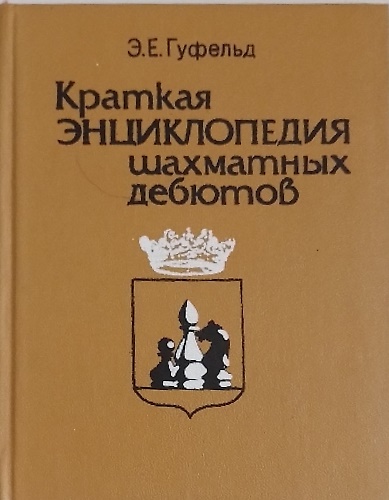 Э.Е.Гуфельд
Краткая
ЭНЦИКЛОПЕДИЯ
шахматных
дебютов